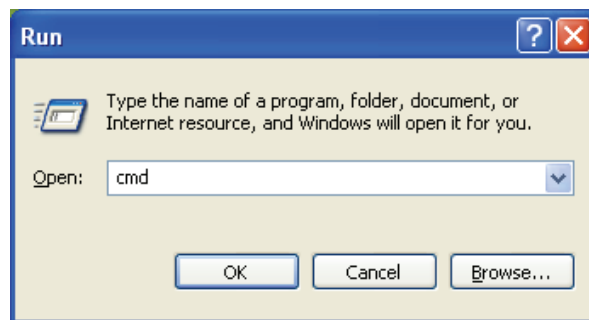 Run
Type the name of a program, folder, document, or
Internet resource, and Windows will open it for you.
Open: cmd
OK Cancel Browse...